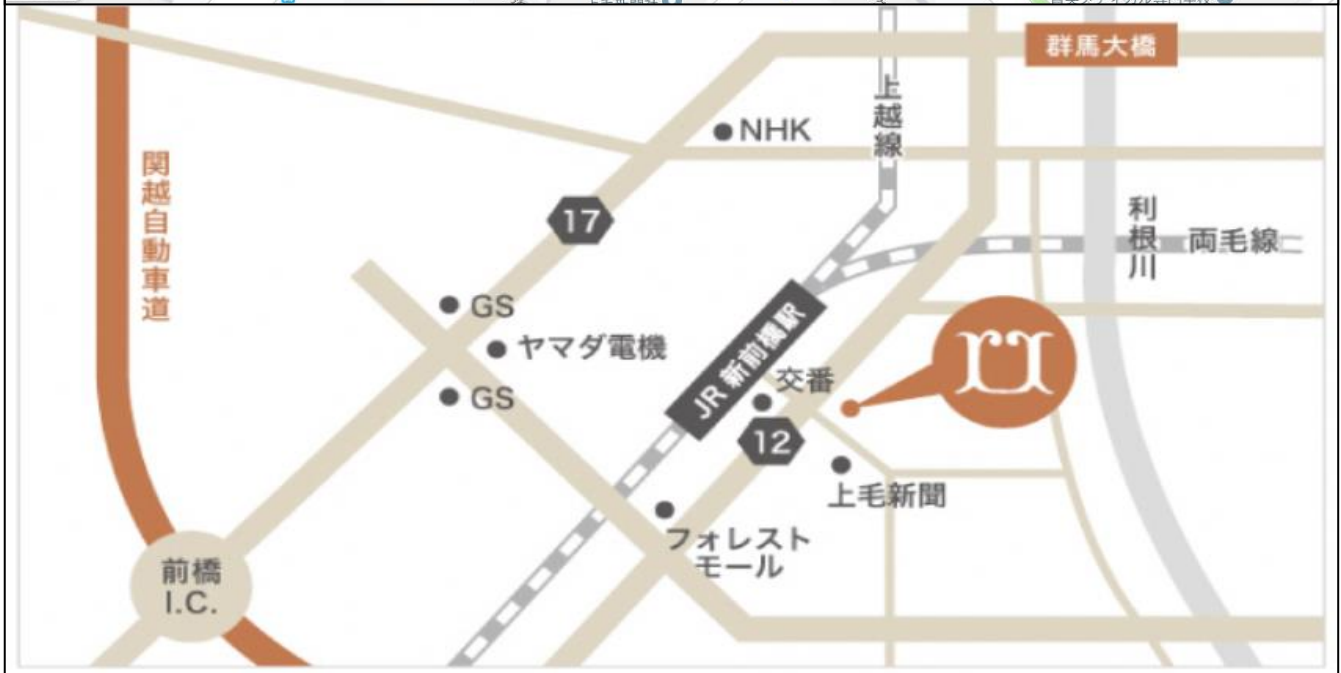 群馬大橋
上越線
NHK
関越自動車道
17
利根川
両毛線
GS
ヤマダ電機
JR 新前橋駅
交番
GS
12
上毛新聞
フォレスト
モール
前橋
I.C.